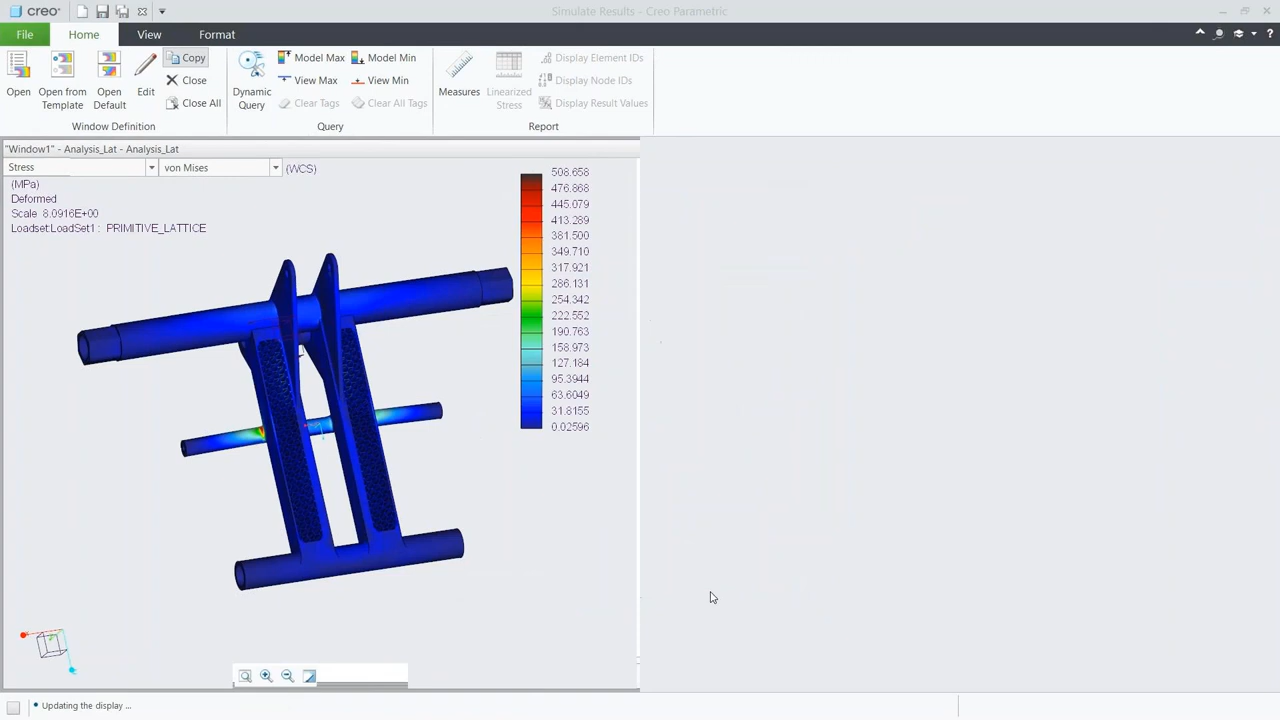 creo
Simulate Results - Creo Parametric
File Home View Format
Open
Open from Template
Open Default
Edit
Copy
Close
Close All
Window Definition
Dynamic Query
Model Max
Model Min
View Max
View Min
Clear Tags
Clear All Tags
Query
Measures
Linearized Stress
Display Element IDs
Display Node IDs
Display Result Values
Report
"Window1" - Analysis_Lat - Analysis_Lat
Stress von Mises (WCS)
(MPa)
Deformed
Scale 8.0916E+00
Loadset:LoadSet1 : PRIMITIVE_LATTICE
508.658
476.868
445.079
413.289
381.500
349.710
317.921
286.131
254.342
222.552
190.763
158.973
127.184
95.3944
63.6049
31.8155
0.02596
Updating the display ...